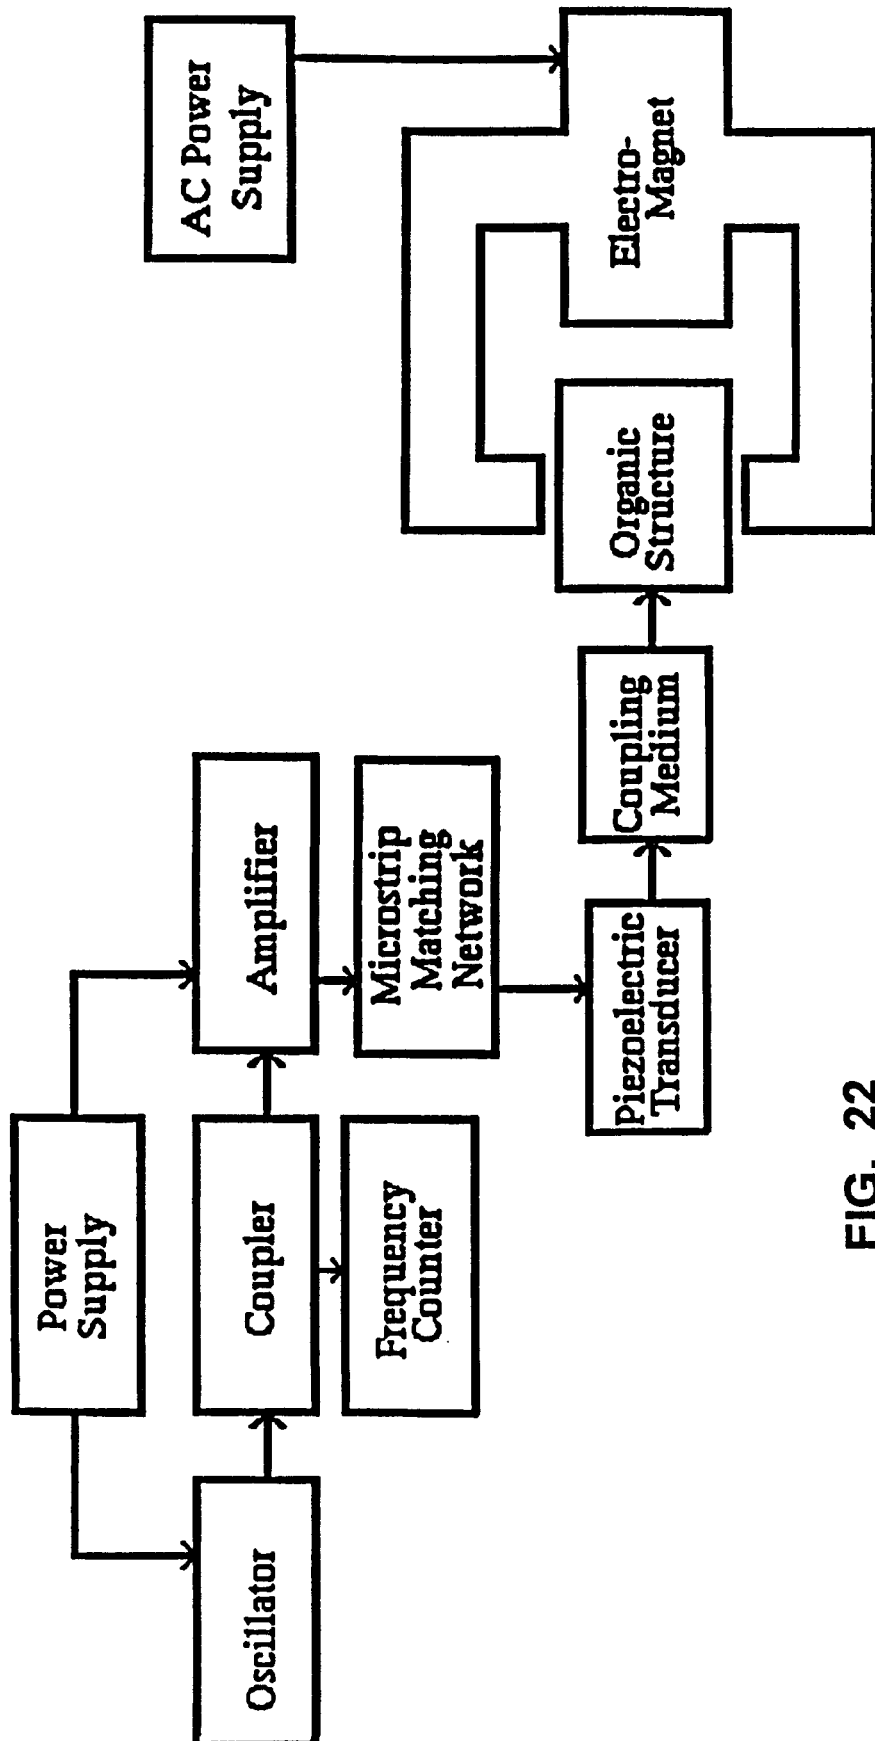 Power
Supply
Oscillator
Coupler
Amplifier
Frequency
Counter
Microstrip
Matching
Network
Piezoelectric
Transducer
Coupling
Medium
Organic
Structure
Electro-
Magnet
AC Power
Supply
FIG. 22